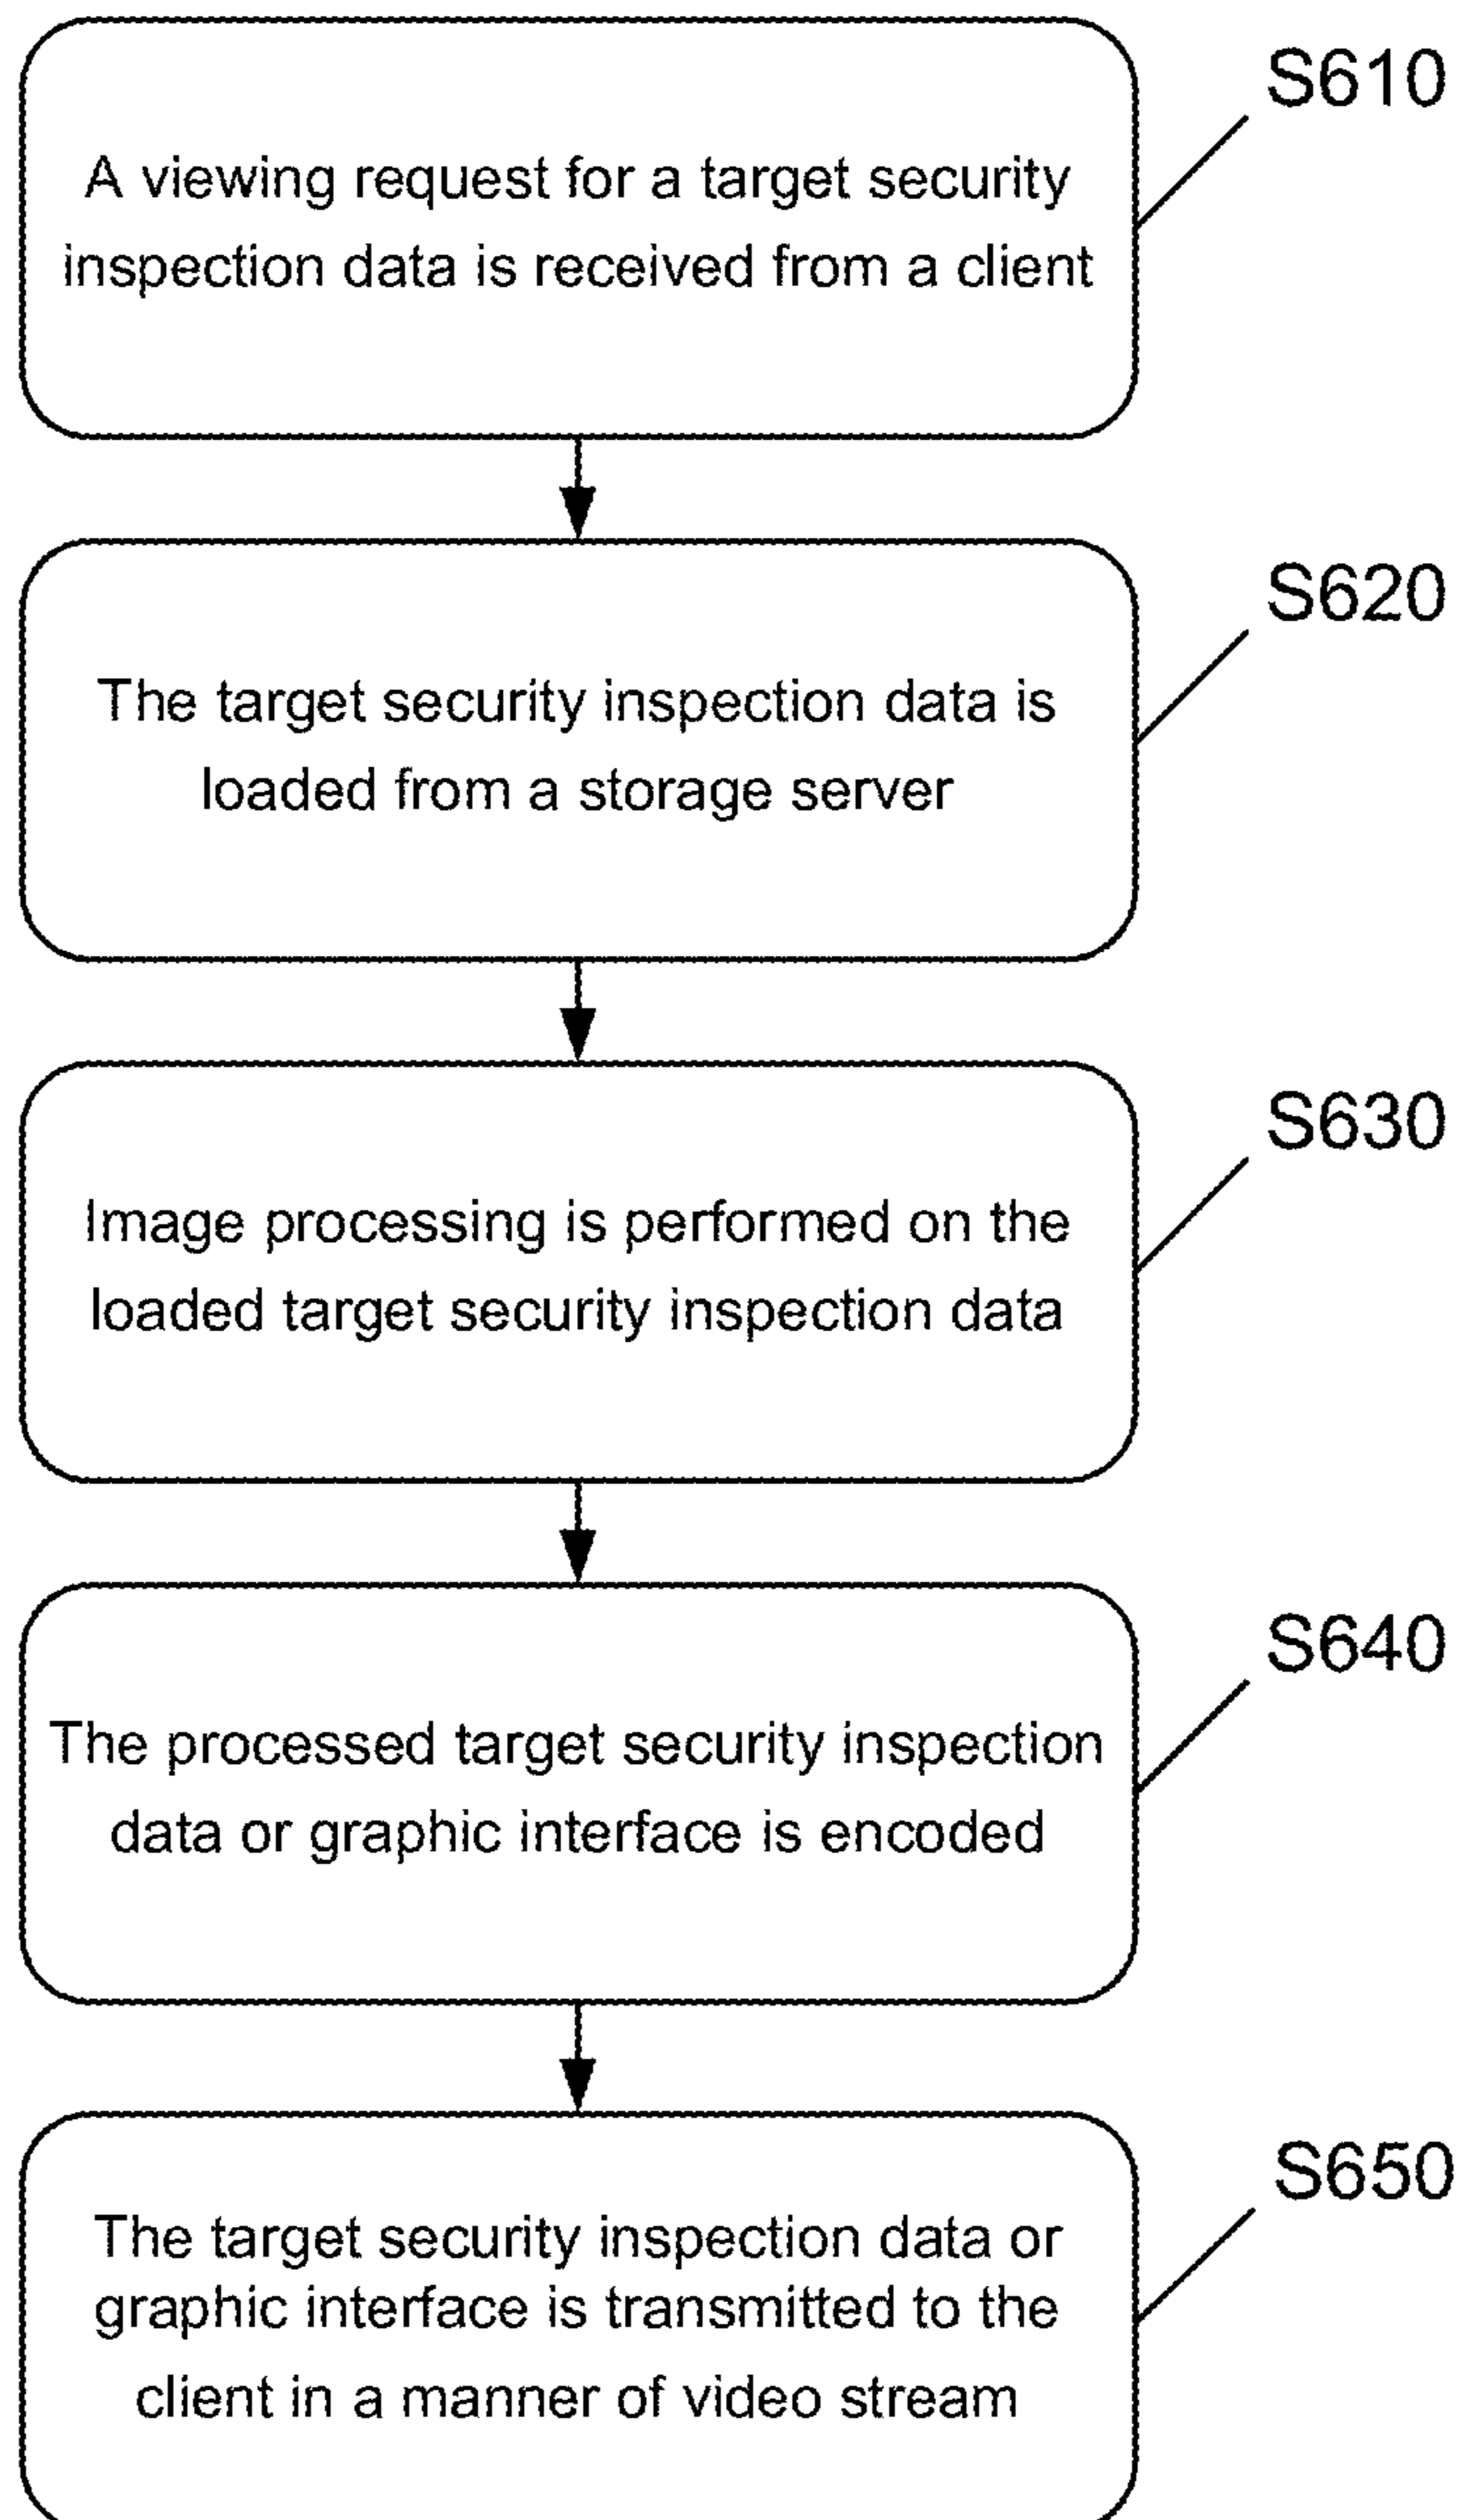 S610
A viewing request for a target security
inspection data is received from a client
S620
The target security inspection data is
loaded from a storage server
S630
Image processing is performed on the
loaded target security inspection data
S640
The processed target security inspection
data or graphic interface is encoded
S650
The target security inspection data or
graphic interface is transmitted to the
client in a manner of video stream